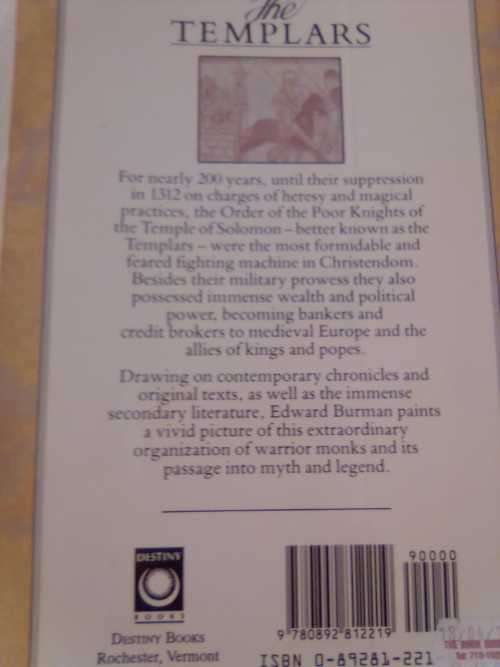 The
TEMPLARS
For nearly 200 years, until their suppression
in 1312 on charges of heresy and magical
practices, the Order of the Poor Knights of
the Temple of Solomon – better known as the
Templars – were the most formidable and
feared fighting machine in Christendom.
Besides their military prowess they also
possessed immense wealth and political
power, becoming bankers and
credit brokers to medieval Europe and the
allies of kings and popes.
Drawing on contemporary chronicles and
original texts, as well as the immense
secondary literature, Edward Burman paints
a vivid picture of this extraordinary
organization of warrior monks and its
passage into myth and legend.
DESTINY
BOOKS
DESTINY BOOKS
Rochester, Vermont
90000
9 780892 812219
ISBN 0-89281-221